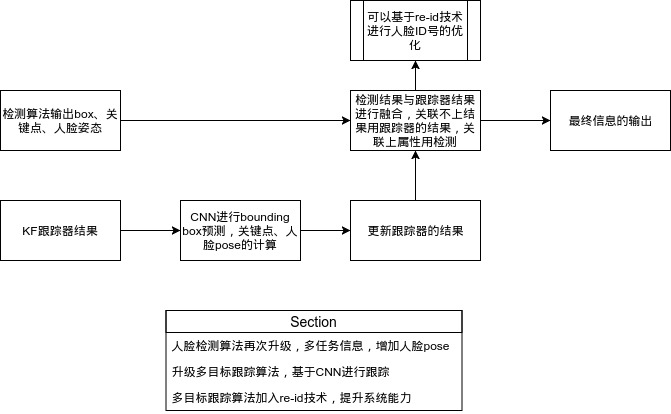 可以基于re-id技术
进行人脸ID号的优
化
检测算法输出box、关
键点、人脸姿态
检测结果与跟踪器结果
进行融合，关联不上结
果用跟踪器的结果，关
联上属性用检测
最终信息的输出
KF跟踪器结果
CNN进行bounding
box预测，关键点、人
脸pose的计算
更新跟踪器的结果
Section
人脸检测算法再次升级，多任务信息，增加人脸pose
升级多目标跟踪算法，基于CNN进行跟踪
多目标跟踪算法加入re-id技术，提升系统能力